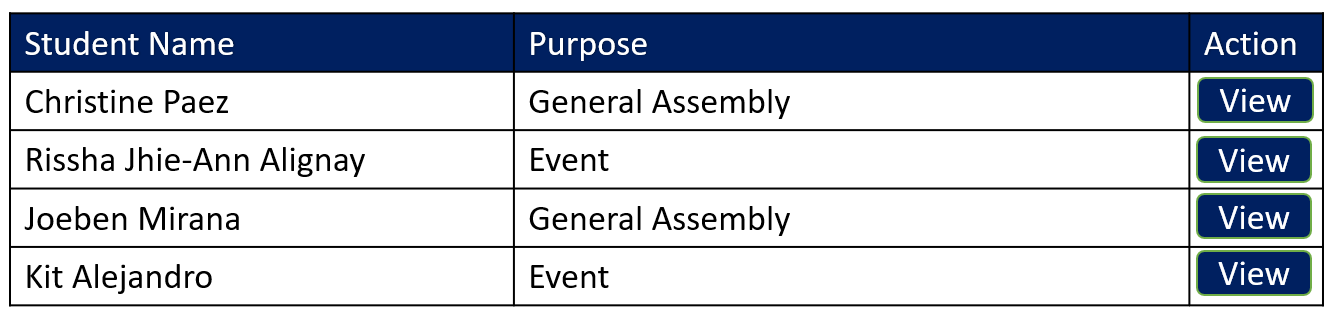 Student Name Purpose Action
Christine Paez General Assembly View
Rissha Jhie-Ann Alignay Event View
Joeben Mirana General Assembly View
Kit Alejandro Event View